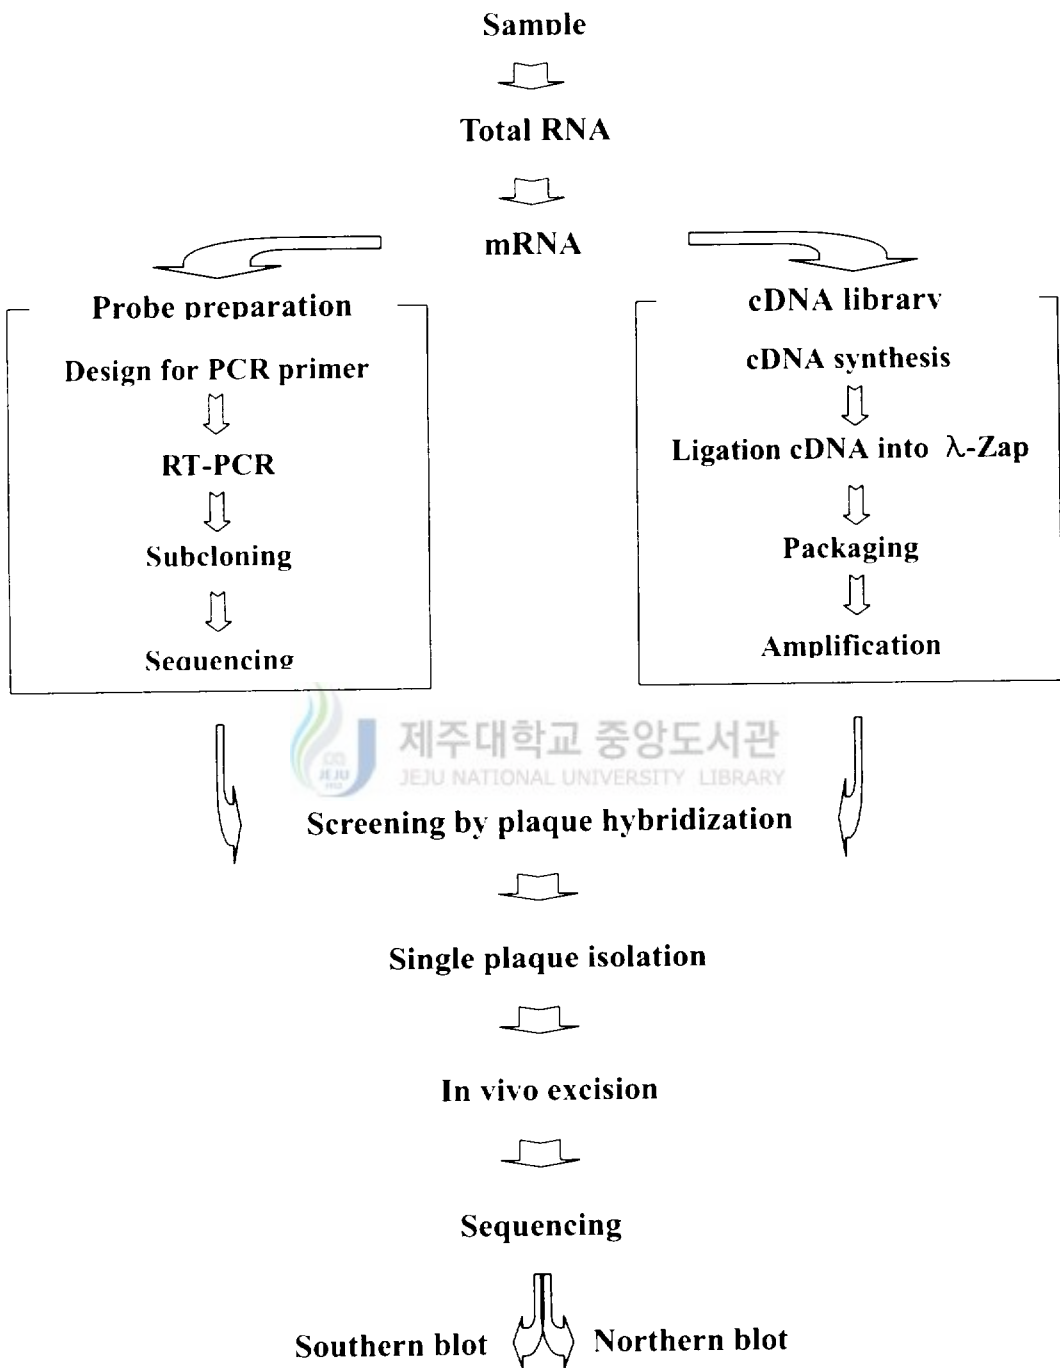 Sample
Total RNA
mRNA
Probe preparation
Design for PCR primer
RT-PCR
Subcloning
Sequencing
cDNA library
cDNA synthesis
Ligation cDNA into λ-Zap
Packaging
Amplification
제주대학교 중앙도서관
JEJU NATIONAL UNIVERSITY LIBRARY
JEJU
1952
Screening by plaque hybridization
Single plaque isolation
In vivo excision
Sequencing
Southern blot
Northern blot